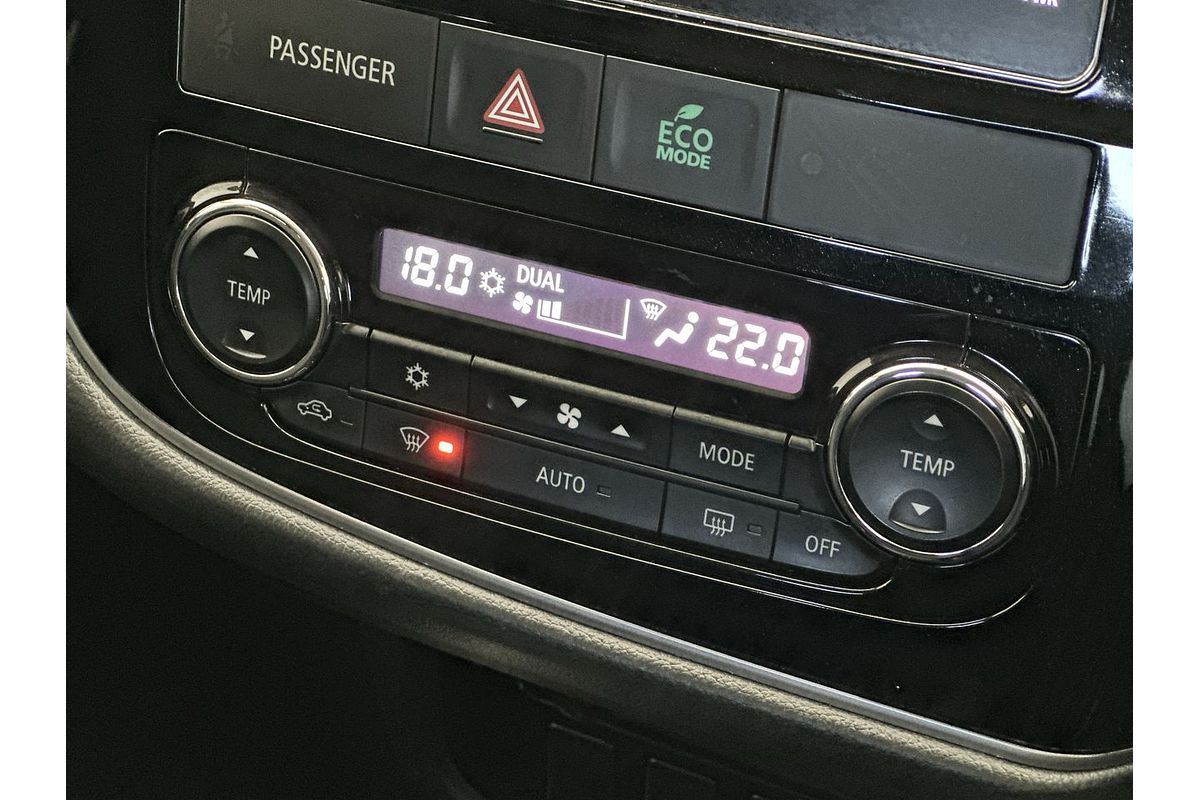 PASSENGER
ECO
MODE
TEMP
18.0
DUAL
22.0
TEMP
MODE
AUTO
OFF